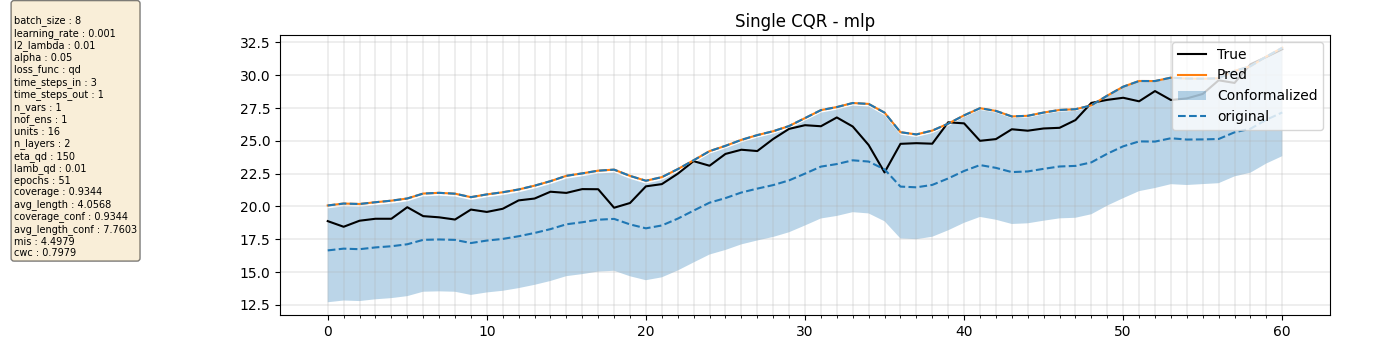 batch_size : 8
learning_rate : 0.001
l2_lambda : 0.01
alpha : 0.05
loss_func : qd
time_steps_in : 3
time_steps_out : 1
n_vars : 1
nof_ens : 1
units : 16
n_layers : 2
eta_qd : 150
lamb_qd : 0.01
epochs : 51
coverage : 0.9344
avg_length : 4.0568
coverage_conf : 0.9344
avg_length_conf : 7.7603
mis : 4.4979
cwc : 0.7979
Single CQR - mlp
32.5
30.0
27.5
25.0
22.5
20.0
17.5
15.0
12.5
True
Pred
Conformalized
original
0 10 20 30 40 50 60